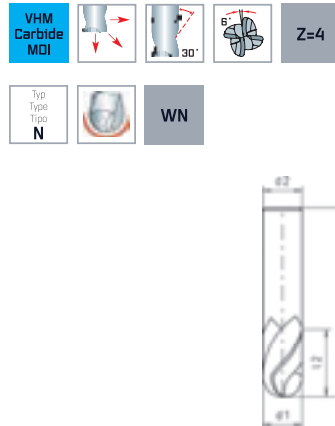 VHM
Carbide
MDI
30°
6°
Z=4
Typ
Type
Tipo
N
WN
d2
l2
d1